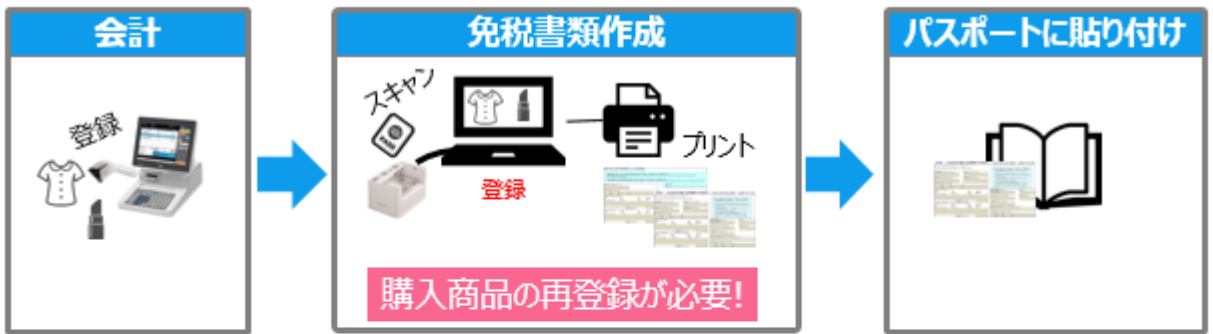 会計
登録
免税書類作成
スキャン
登録
プリント
購入商品の再登録が必要!
パスポートに貼り付け